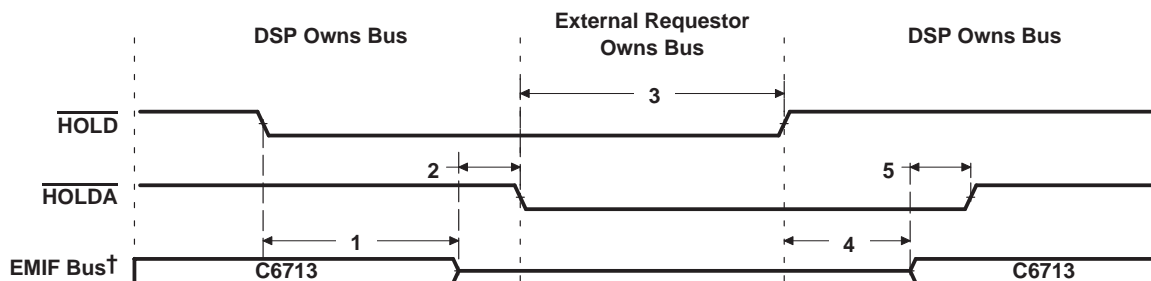 DSP Owns Bus
External Requestor
Owns Bus
DSP Owns Bus
3
HOLD
2
5
HOLDA
1
4
EMIF Bus†
C6713
C6713